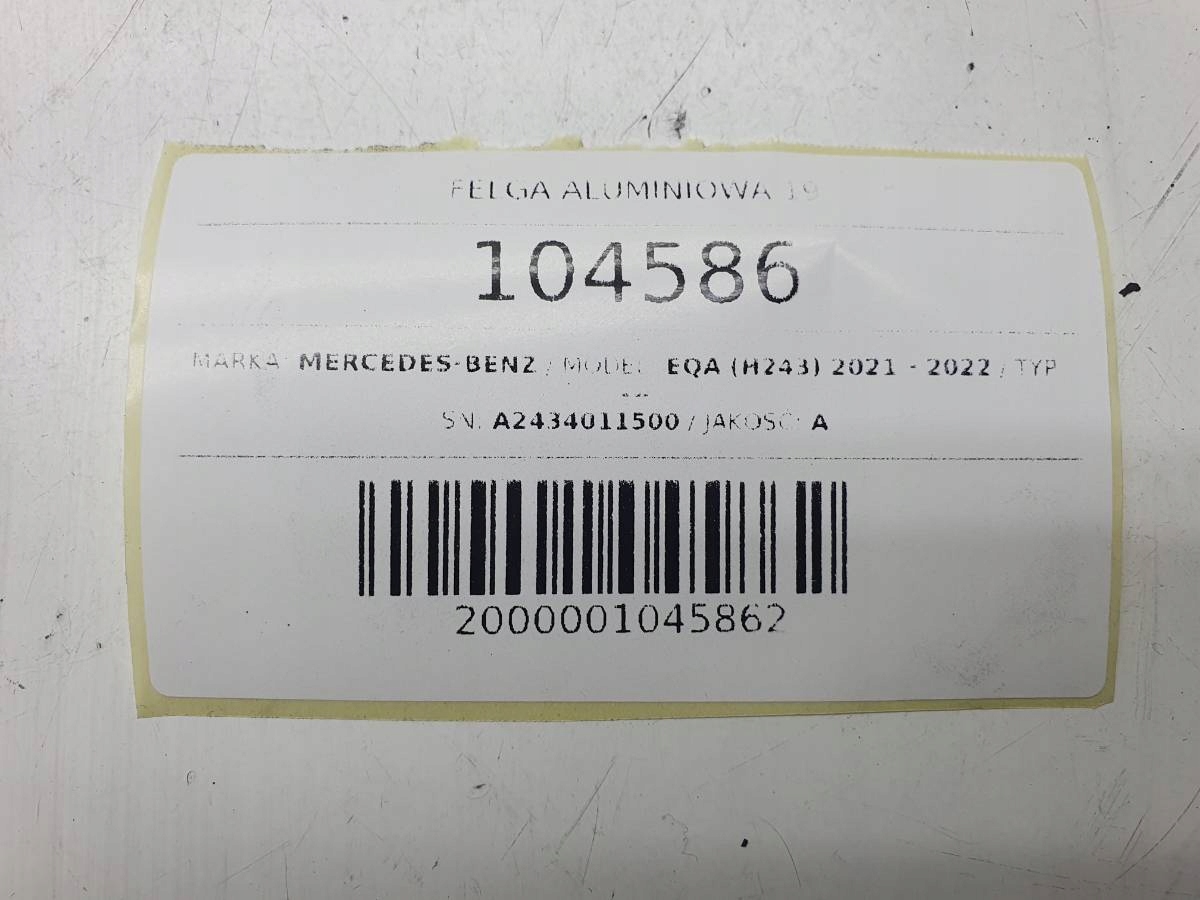 FELGA ALUMINIOWA 19
104586
MARKA: MERCEDES-BENZ / MODEL: EQA (H243) 2021 - 2022 / TYP
SN: A2434011500 / JAKOŚĆ: A
2000001045862